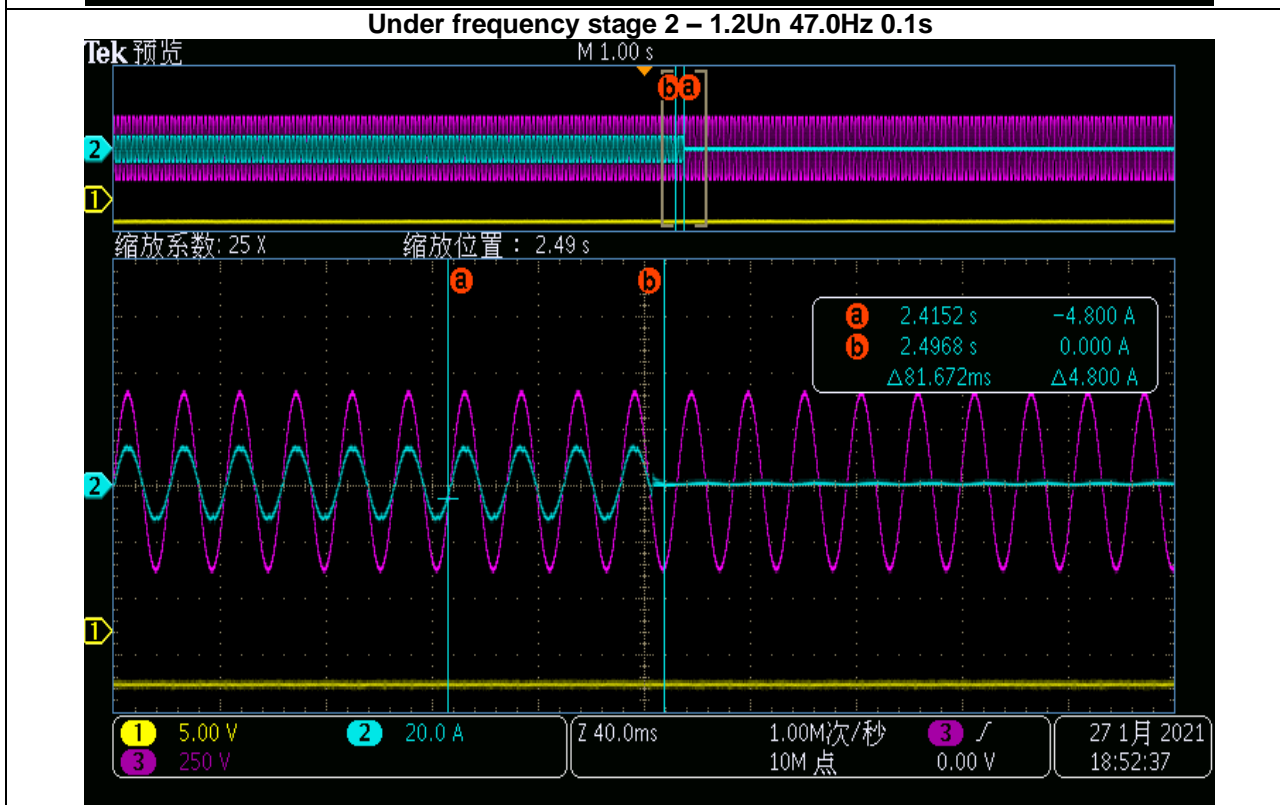 Under frequency stage 2 – 1.2Un 47.0Hz 0.1s
Tek 预览 M 1.00 s
b a
2
1
缩放系数: 25 X 缩放位置： 2.49 s
a b
a 2.4152 s −4.800 A
b 2.4968 s 0.000 A
△81.672ms △4.800 A
2
1
1 5.00 V 2 20.0 A Z 40.0ms 1.00M次/秒 3 / 27 1月 2021
3 250 V 10M 点 0.00 V 18:52:37